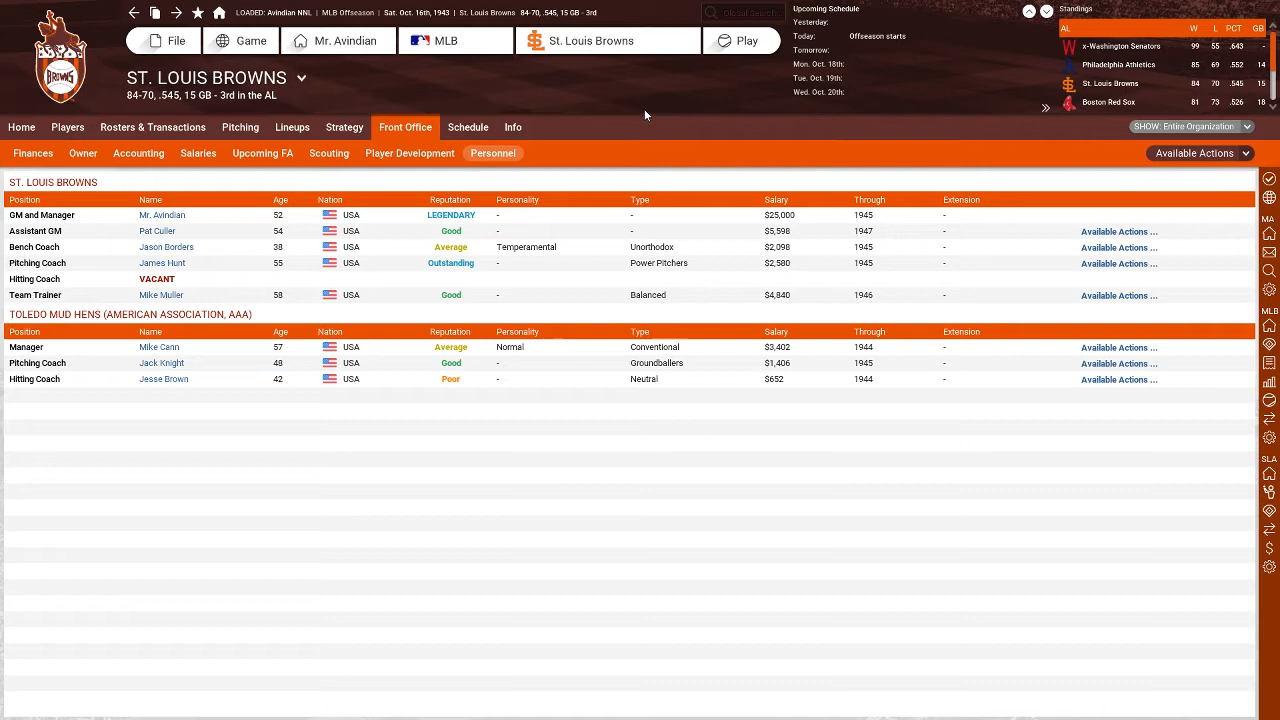 LOADED: Avindian NNL | MLB Offseason | Sat. Oct. 16th, 1943 | St. Louis Browns 84-70, .545, 15 GB - 3rd
Global Search
File Game Mr. Avindian MLB St. Louis Browns Play
BROWNS
ST. LOUIS BROWNS
84-70, .545, 15 GB - 3rd in the AL
Upcoming Schedule
Yesterday:
Today: Offseason starts
Tomorrow:
Mon. Oct. 18th:
Tue. Oct. 19th:
Wed. Oct. 20th:
Standings
AL W L PCT GB
x-Washington Senators 99 55 .643 -
Philadelphia Athletics 85 69 .552 14
St. Louis Browns 84 70 .545 15
Boston Red Sox 81 73 .526 18
Home Players Rosters & Transactions Pitching Lineups Strategy Front Office Schedule Info
SHOW: Entire Organization
Finances Owner Accounting Salaries Upcoming FA Scouting Player Development Personnel
Available Actions
ST. LOUIS BROWNS
Position Name Age Nation Reputation Personality Type Salary Through Extension
GM and Manager Mr. Avindian 52 USA LEGENDARY - - $25,000 1945 -
Assistant GM Pat Culler 54 USA Good - - $5,598 1947 - Available Actions ...
Bench Coach Jason Borders 38 USA Average Temperamental Unorthodox $2,098 1945 - Available Actions ...
Pitching Coach James Hunt 55 USA Outstanding - Power Pitchers $2,580 1945 - Available Actions ...
Hitting Coach VACANT
Team Trainer Mike Muller 58 USA Good - Balanced $4,840 1946 - Available Actions ...
TOLEDO MUD HENS (AMERICAN ASSOCIATION, AAA)
Position Name Age Nation Reputation Personality Type Salary Through Extension
Manager Mike Cann 57 USA Average Normal Conventional $3,402 1944 - Available Actions ...
Pitching Coach Jack Knight 48 USA Good - Groundballers $1,406 1945 - Available Actions ...
Hitting Coach Jesse Brown 42 USA Poor - Neutral $652 1944 - Available Actions ...
MA
MLB
SLA